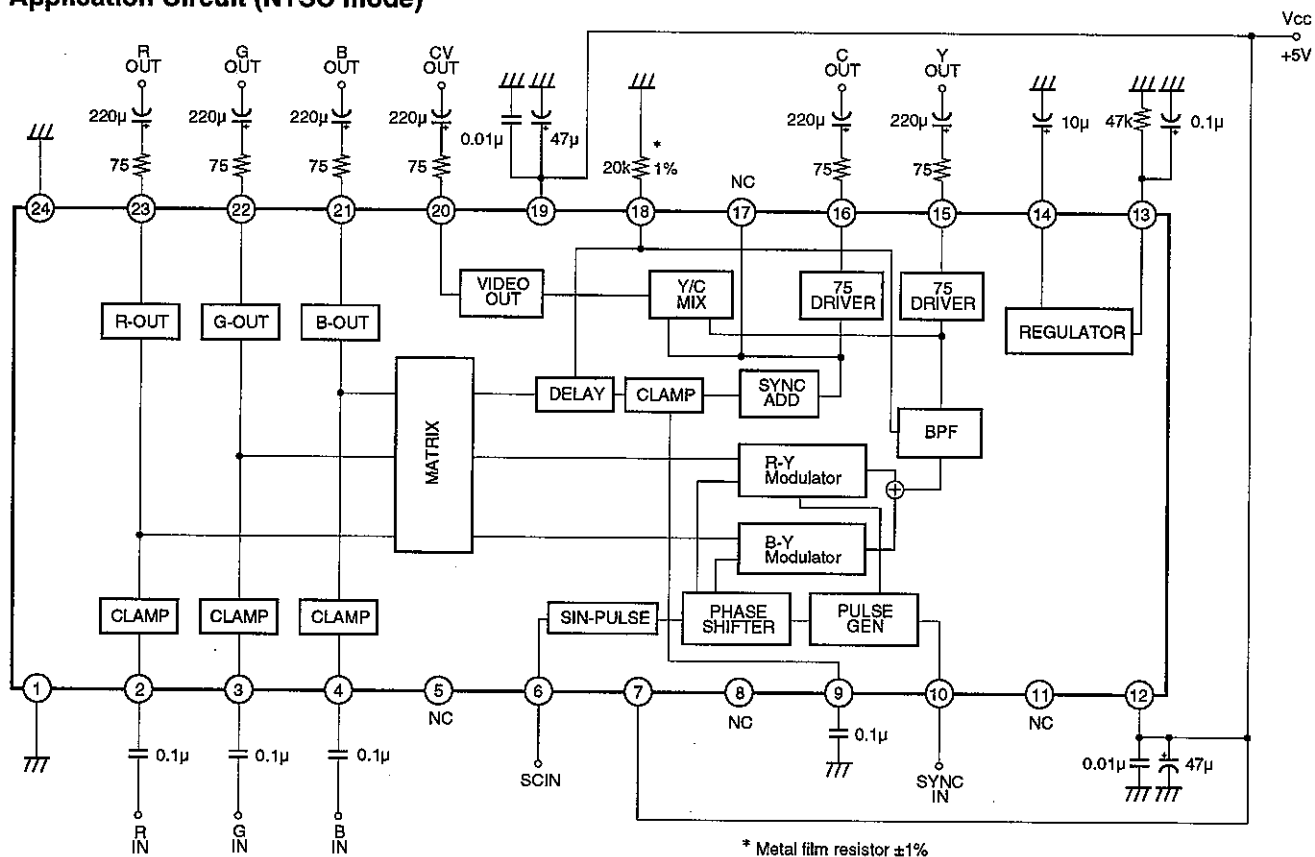 Application Circuit (NTSC mode)
Vcc
+5V
R
OUT
G
OUT
B
OUT
CV
OUT
C
OUT
Y
OUT
220μ
220μ
220μ
220μ
0.01μ
47μ
20k
*
1%
220μ
220μ
10μ
47k
0.1μ
75
75
75
75
75
75
NC
24
23
22
21
20
19
18
17
16
15
14
13
R-OUT
G-OUT
B-OUT
VIDEO
OUT
Y/C
MIX
75
DRIVER
75
DRIVER
REGULATOR
MATRIX
DELAY
CLAMP
SYNC
ADD
BPF
R-Y
Modulator
B-Y
Modulator
CLAMP
CLAMP
CLAMP
SIN-PULSE
PHASE
SHIFTER
PULSE
GEN
1
2
3
4
5
6
7
8
9
10
11
12
NC
NC
NC
0.1μ
0.1μ
0.1μ
SCIN
0.1μ
SYNC
IN
0.01μ
47μ
R
IN
G
IN
B
IN
* Metal film resistor ±1%